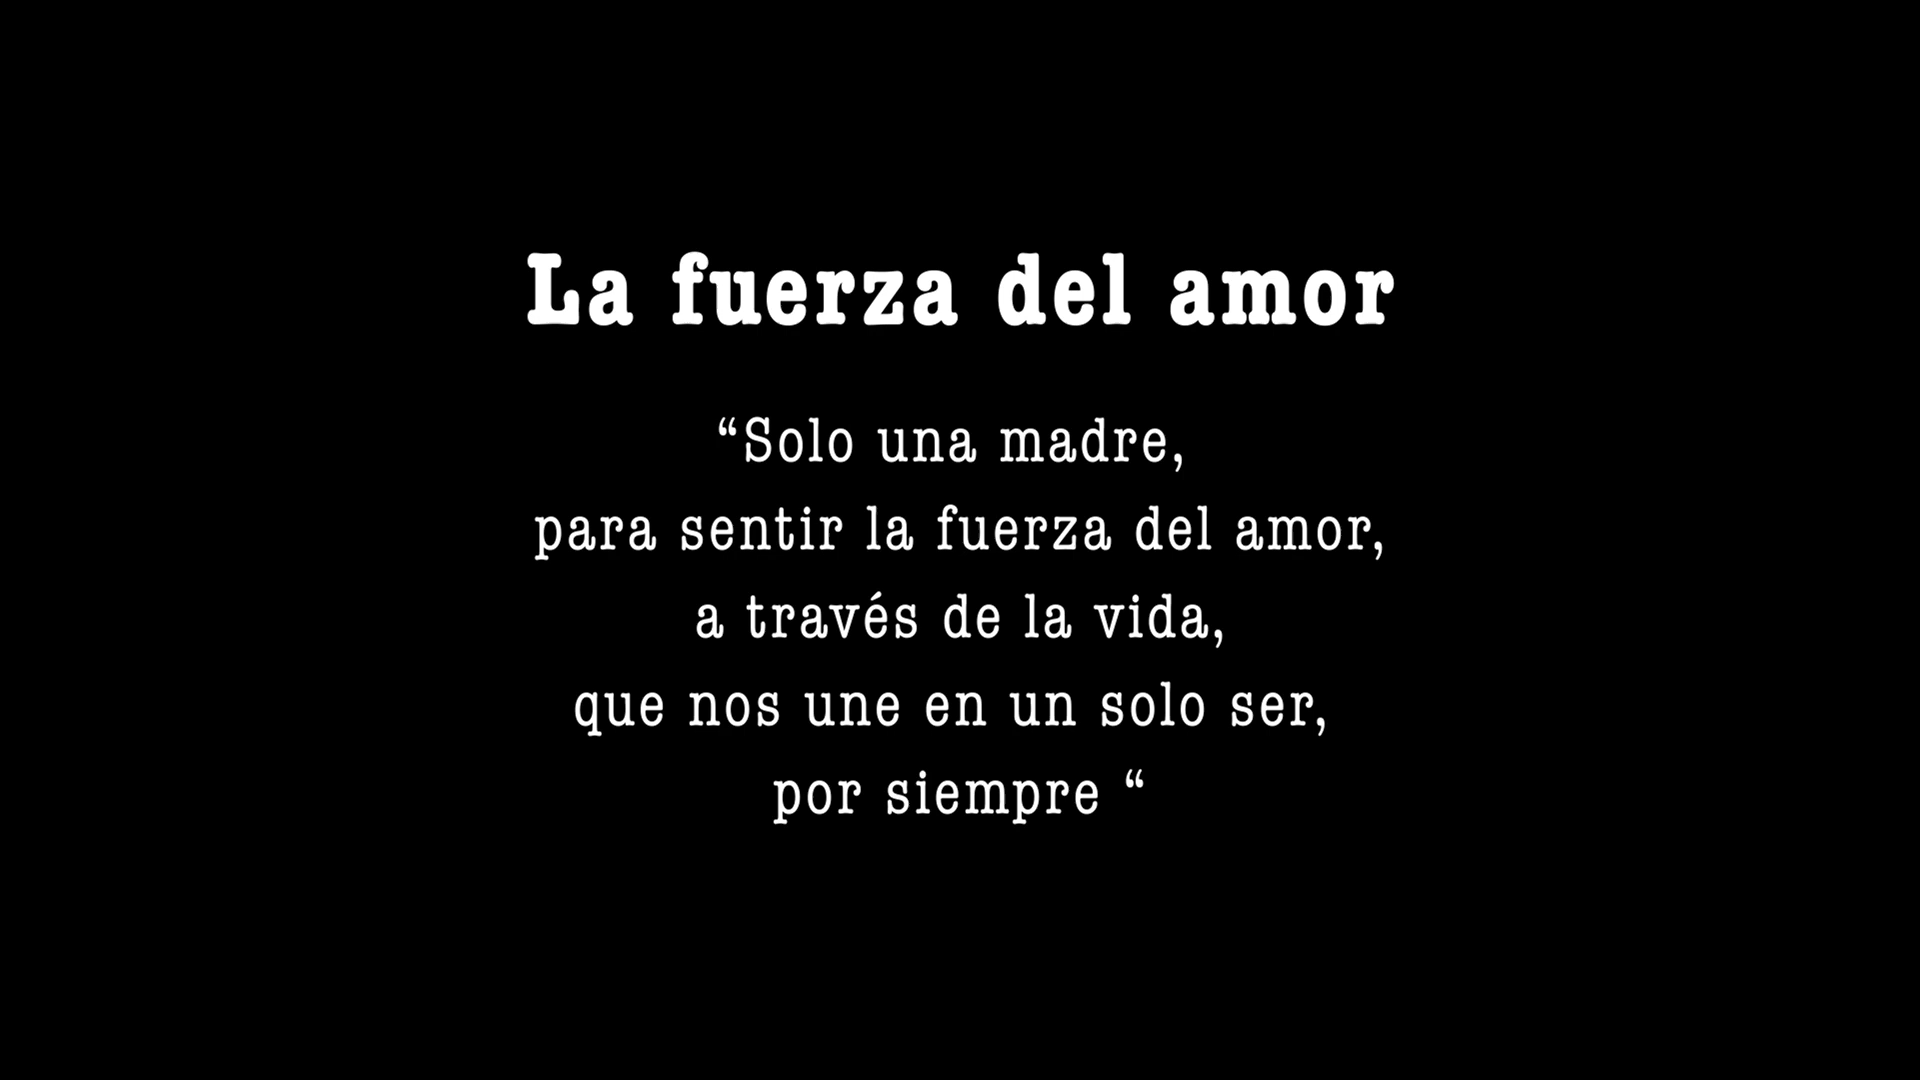 La fuerza del amor
“Solo una madre,
para sentir la fuerza del amor,
a través de la vida,
que nos une en un solo ser,
por siempre “